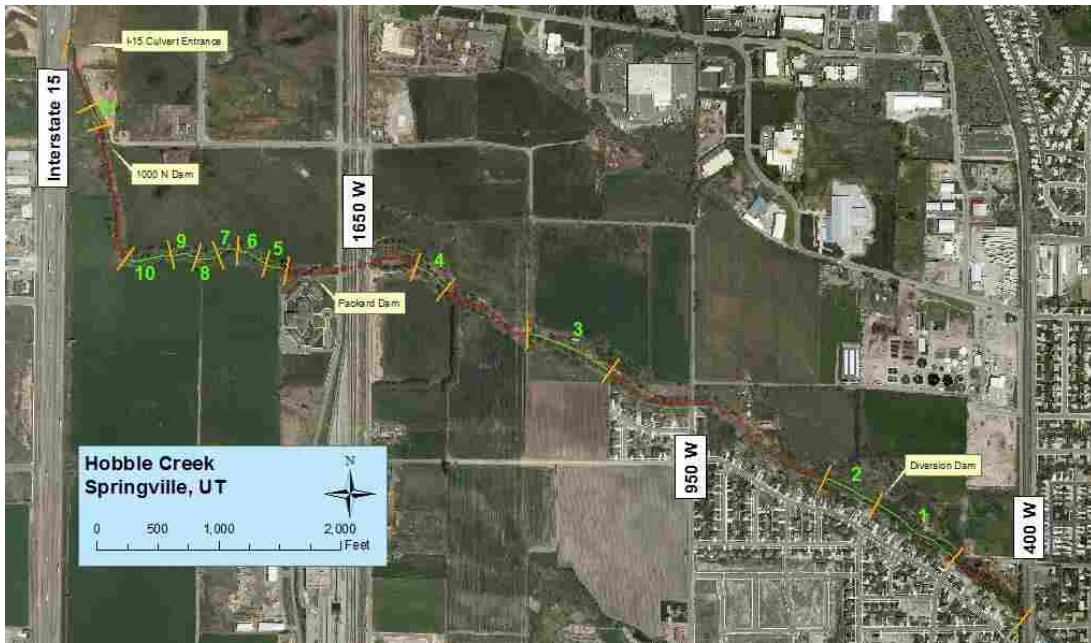 I-15 Culvert Entrance
Interstate 15
1000 N Dam
1650 W
10
9
8
7
6
5
4
Packard Dam
3
950 W
2
Diversion Dam
1
400 W
Hobble Creek
Springville, UT
N
0 500 1,000 2,000
Feet